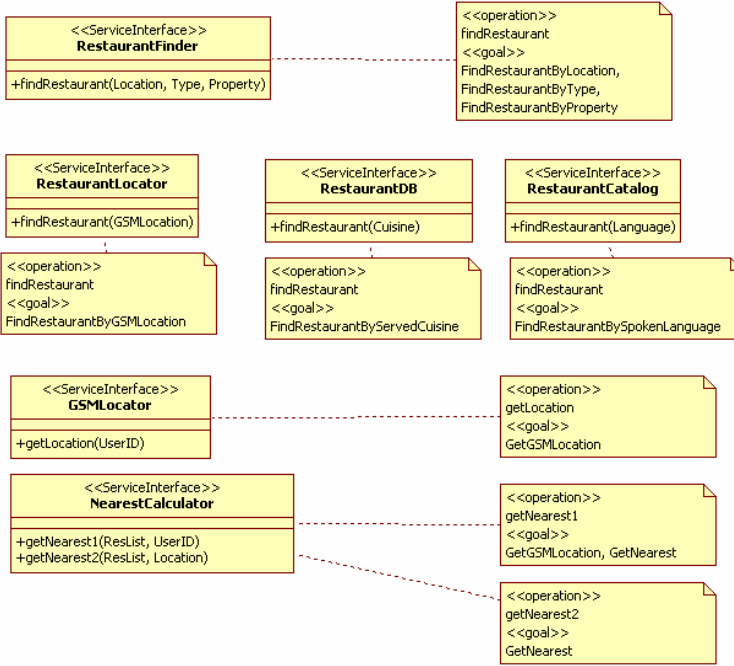 <<ServiceInterface>>
RestaurantFinder
+findRestaurant(Location, Type, Property)
<<operation>>
findRestaurant
<<goal>>
FindRestaurantByLocation,
FindRestaurantByType,
FindRestaurantByProperty
<<ServiceInterface>>
RestaurantLocator
+findRestaurant(GSMLocation)
<<operation>>
findRestaurant
<<goal>>
FindRestaurantByGSMLocation
<<ServiceInterface>>
RestaurantDB
+findRestaurant(Cuisine)
<<operation>>
findRestaurant
<<goal>>
FindRestaurantByServedCuisine
<<ServiceInterface>>
RestaurantCatalog
+findRestaurant(Language)
<<operation>>
findRestaurant
<<goal>>
FindRestaurantBySpokenLanguage
<<ServiceInterface>>
GSMLocator
+getLocation(UserID)
<<operation>>
getLocation
<<goal>>
GetGSMLocation
<<ServiceInterface>>
NearestCalculator
+getNearest1(ResList, UserID)
+getNearest2(ResList, Location)
<<operation>>
getNearest1
<<goal>>
GetGSMLocation, GetNearest
<<operation>>
getNearest2
<<goal>>
GetNearest